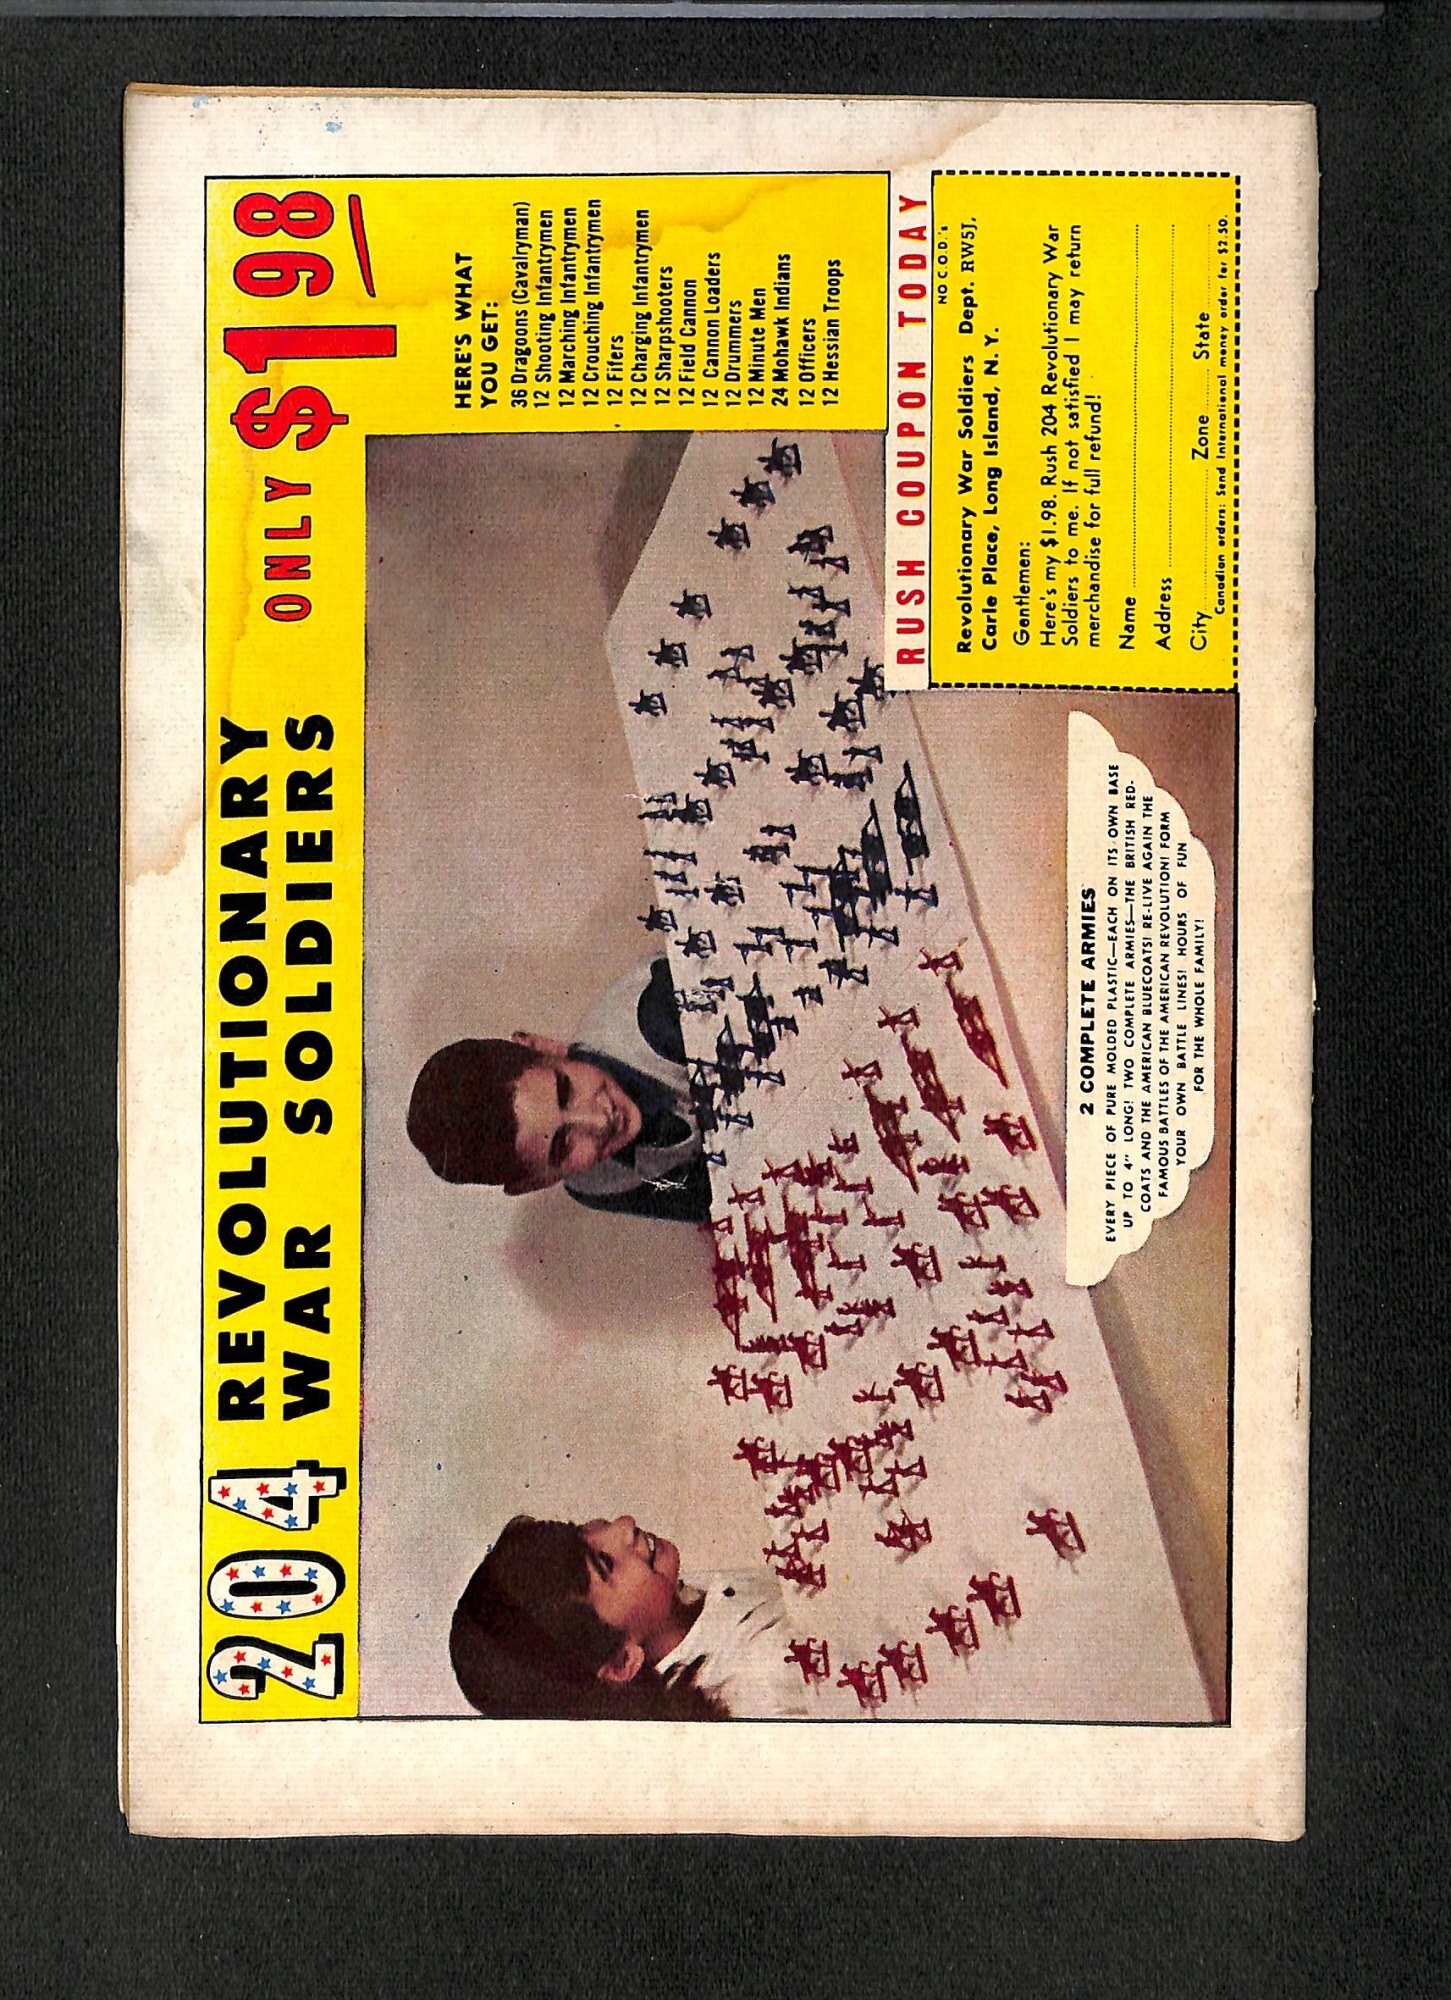 204 REVOLUTIONARY
WAR SOLDIERS ONLY $1 98
HERE'S WHAT
YOU GET:
36 Dragoons (Cavalryman)
12 Shooting Infantrymen
12 Marching Infantrymen
12 Crouching Infantrymen
12 Fifers
12 Charging Infantrymen
12 Sharpshooters
12 Field Cannon
12 Cannon Loaders
12 Drummers
12 Minute Men
24 Mohawk Indians
12 Officers
12 Hessian Troops
RUSH COUPON TODAY
NO C.O.D.'s
Revolutionary War Soldiers Dept. RW5J,
Carle Place, Long Island, N. Y.
Gentlemen:
Here's my $1.98. Rush 204 Revolutionary War
Soldiers to me. If not satisfied I may return
merchandise for full refund!
Name
Address
City Zone State
Canadian orders: Send International money order for $2.50.
2 COMPLETE ARMIES
EVERY PIECE OF PURE MOLDED PLASTIC—EACH ON ITS OWN BASE
UP TO 4" LONG! TWO COMPLETE ARMIES—THE BRITISH RED-
COATS AND THE AMERICAN BLUECOATS! RE-LIVE AGAIN THE
FAMOUS BATTLES OF THE AMERICAN REVOLUTION! FORM
YOUR OWN BATTLE LINES! HOURS OF FUN
FOR THE WHOLE FAMILY!